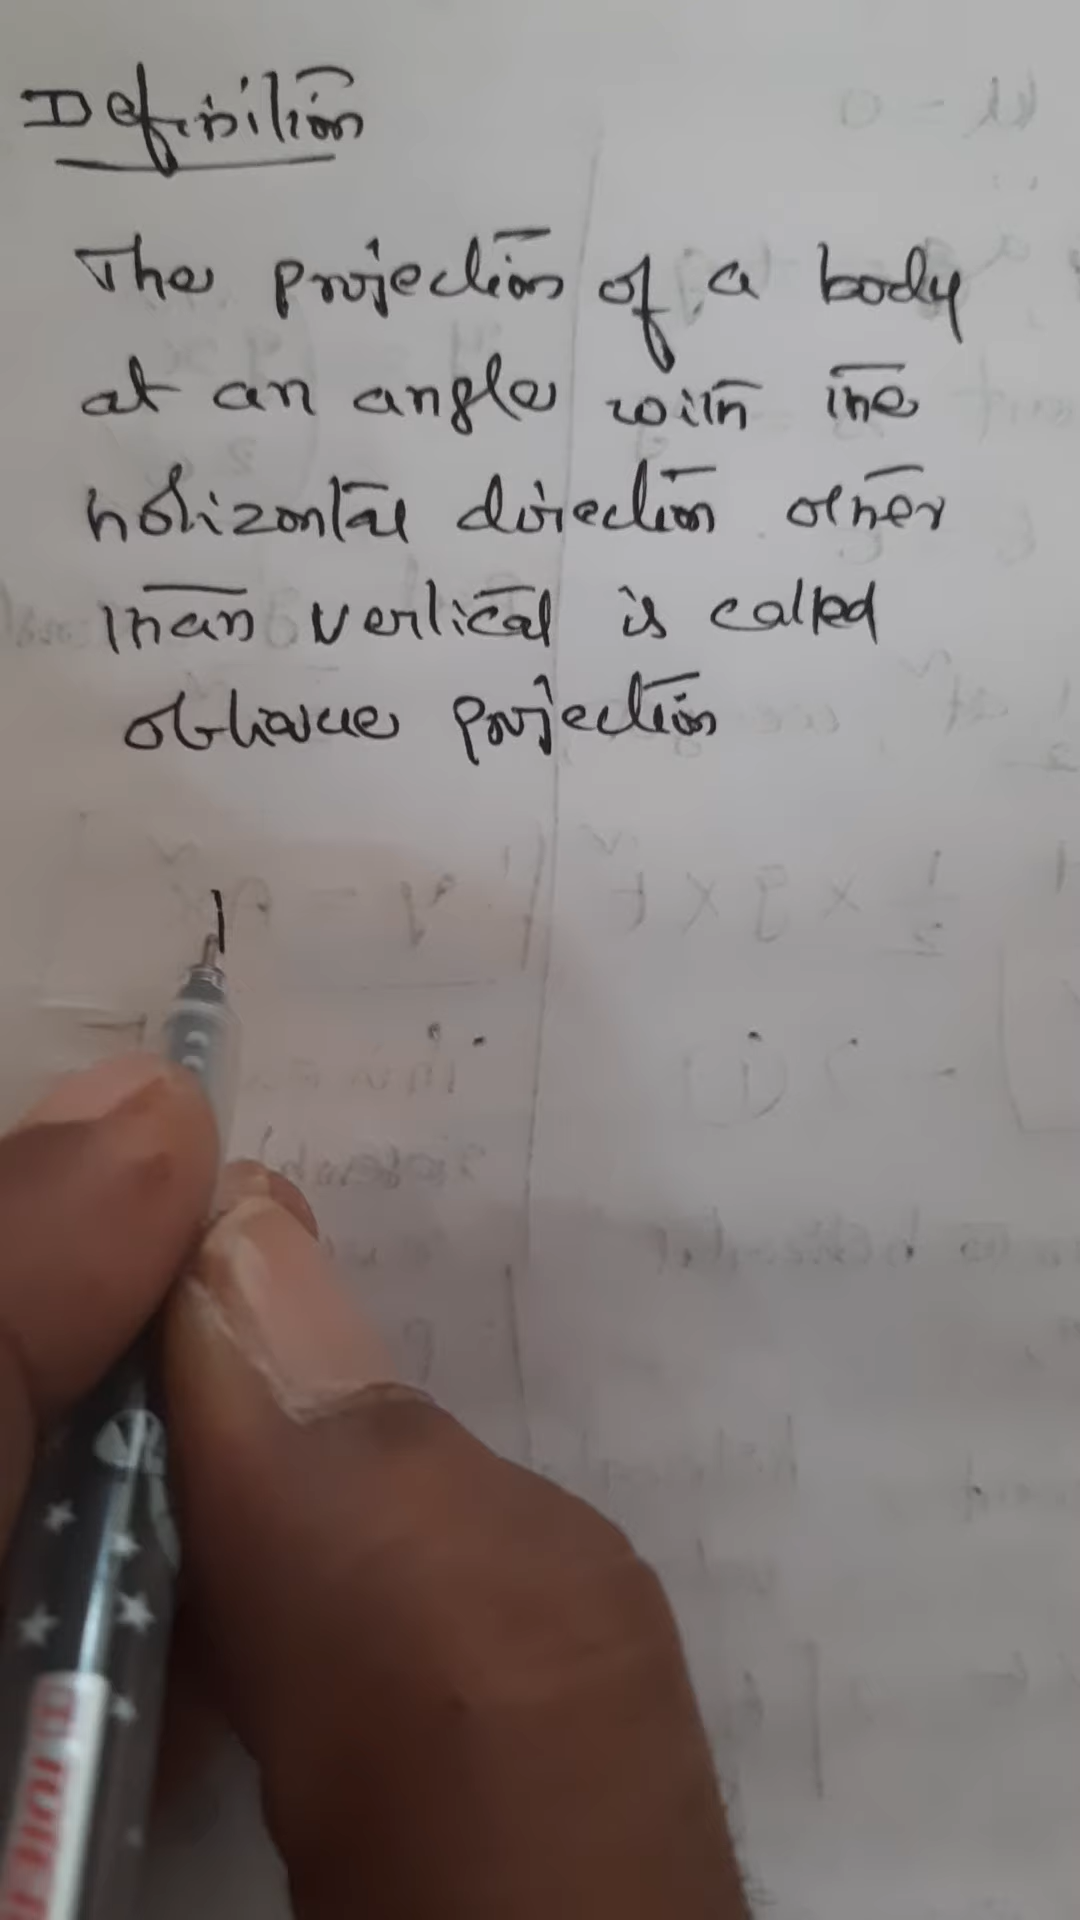 Definition
The projection of a body
at an angle with the
horizontal direction other
than vertical is called
oblique projection